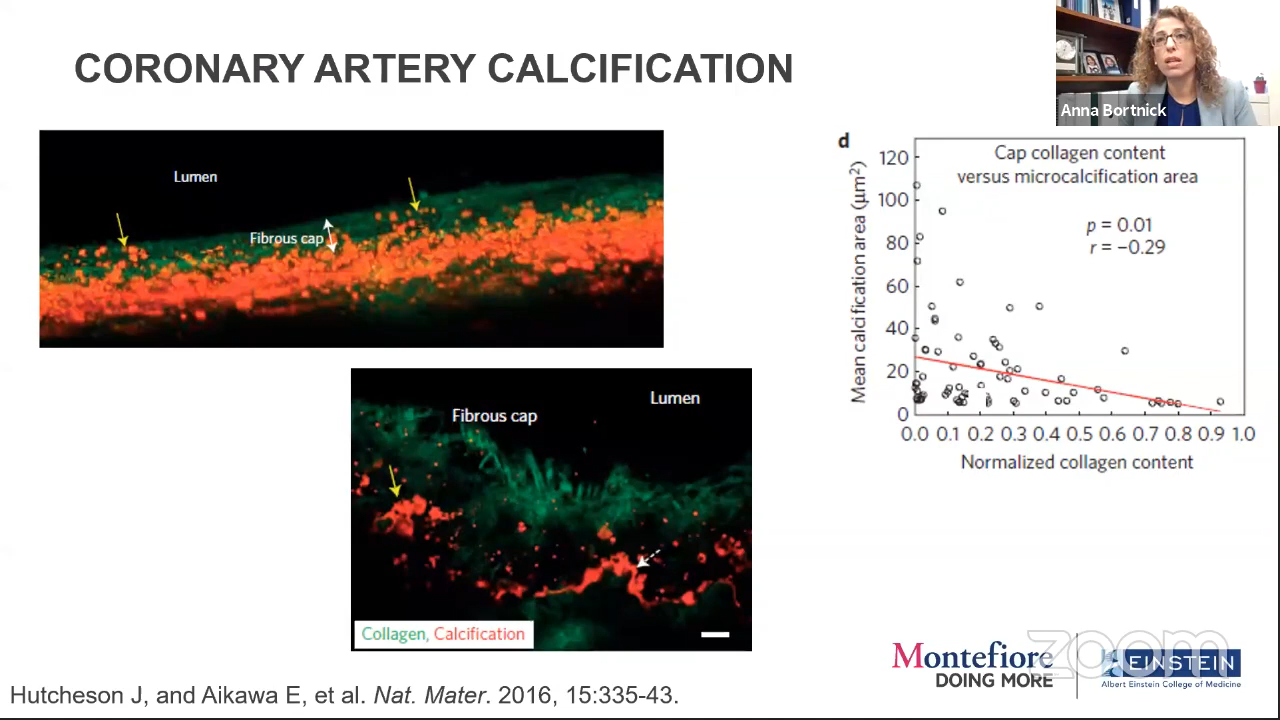 CORONARY ARTERY CALCIFICATION
Anna Bortnick
Lumen
Fibrous cap
d
Cap collagen content
versus microcalcification area
p = 0.01
r = −0.29
Mean calcification area (μm²)
120
100
80
60
40
20
0
0.0 0.1 0.2 0.3 0.4 0.5 0.6 0.7 0.8 0.9 1.0
Normalized collagen content
Fibrous cap
Lumen
Collagen, Calcification
Montefiore
DOING MORE
EINSTEIN
Albert Einstein College of Medicine
zoom
Hutcheson J, and Aikawa E, et al. Nat. Mater. 2016, 15:335-43.